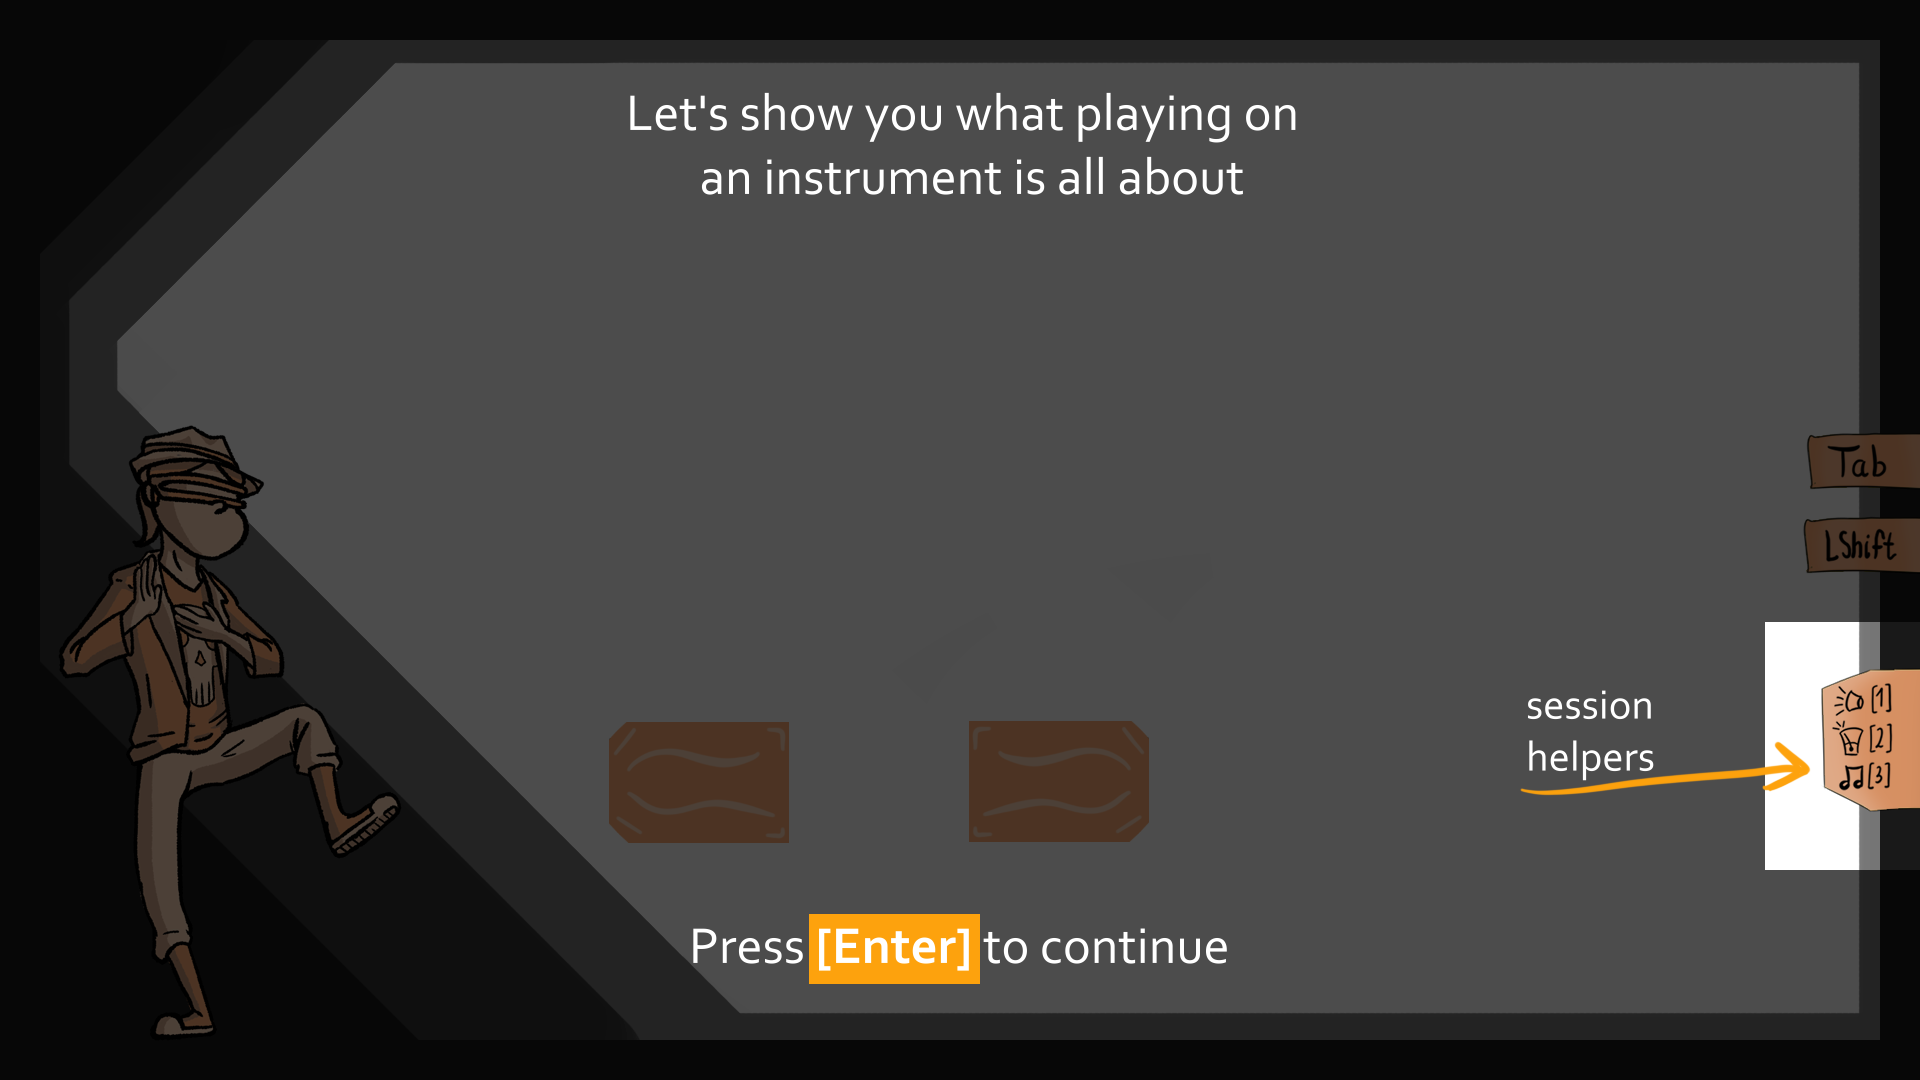 Let's show you what playing on
an instrument is all about
Tab
LShift
session
helpers
[1]
[2]
[3]
Press [Enter] to continue